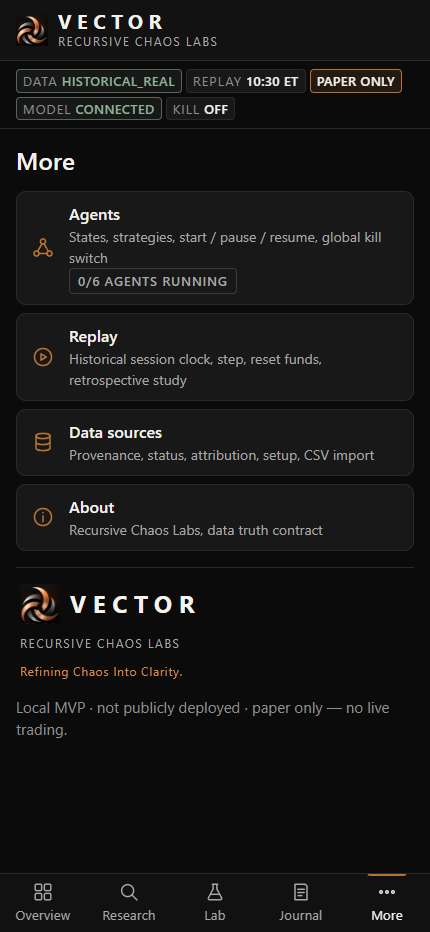 VECTOR
RECURSIVE CHAOS LABS
DATA HISTORICAL_REAL REPLAY 10:30 ET PAPER ONLY
MODEL CONNECTED KILL OFF
More
Agents
States, strategies, start / pause / resume, global kill
switch
0/6 AGENTS RUNNING
Replay
Historical session clock, step, reset funds,
retrospective study
Data sources
Provenance, status, attribution, setup, CSV import
About
Recursive Chaos Labs, data truth contract
VECTOR
RECURSIVE CHAOS LABS
Refining Chaos Into Clarity.
Local MVP · not publicly deployed · paper only — no live
trading.
Overview Research Lab Journal More